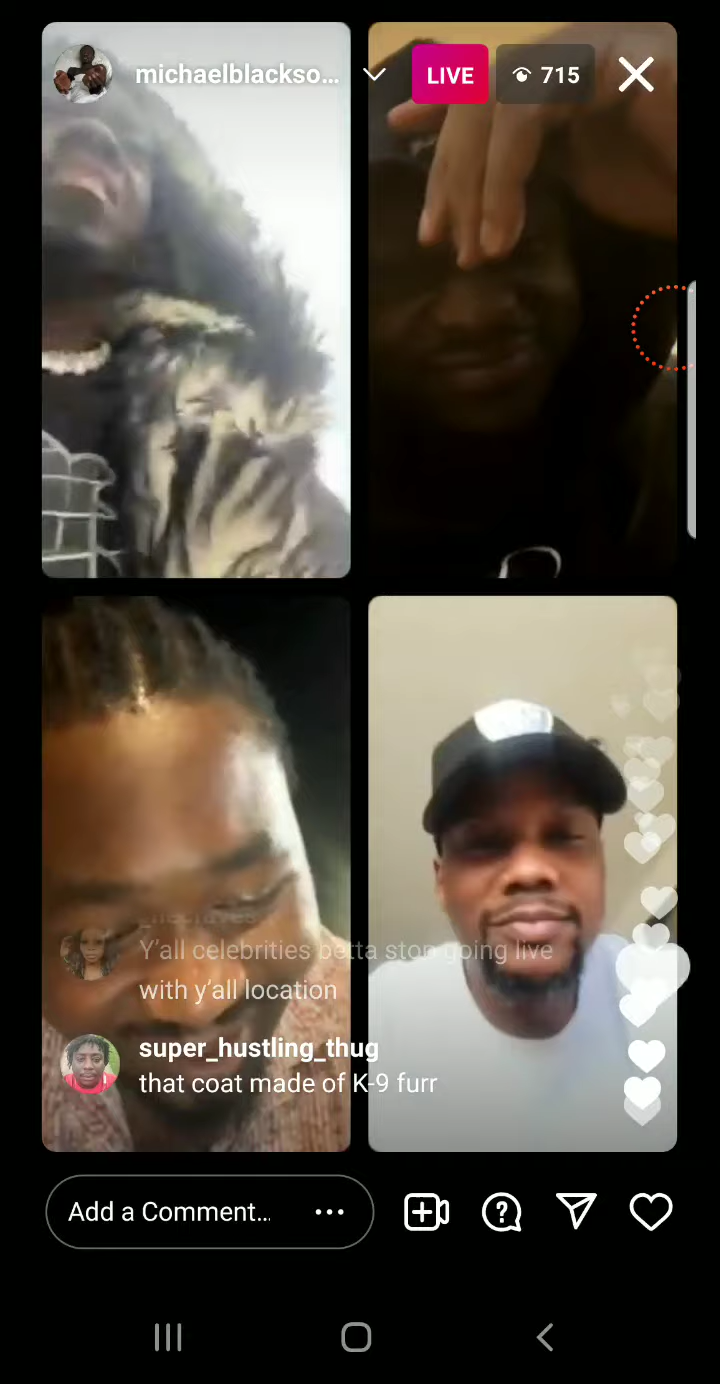 michaelblackso...
LIVE
715
Y'all celebrities betta stop going live
with y'all location
super_hustling_thug
that coat made of K-9 furr
Add a Comment...